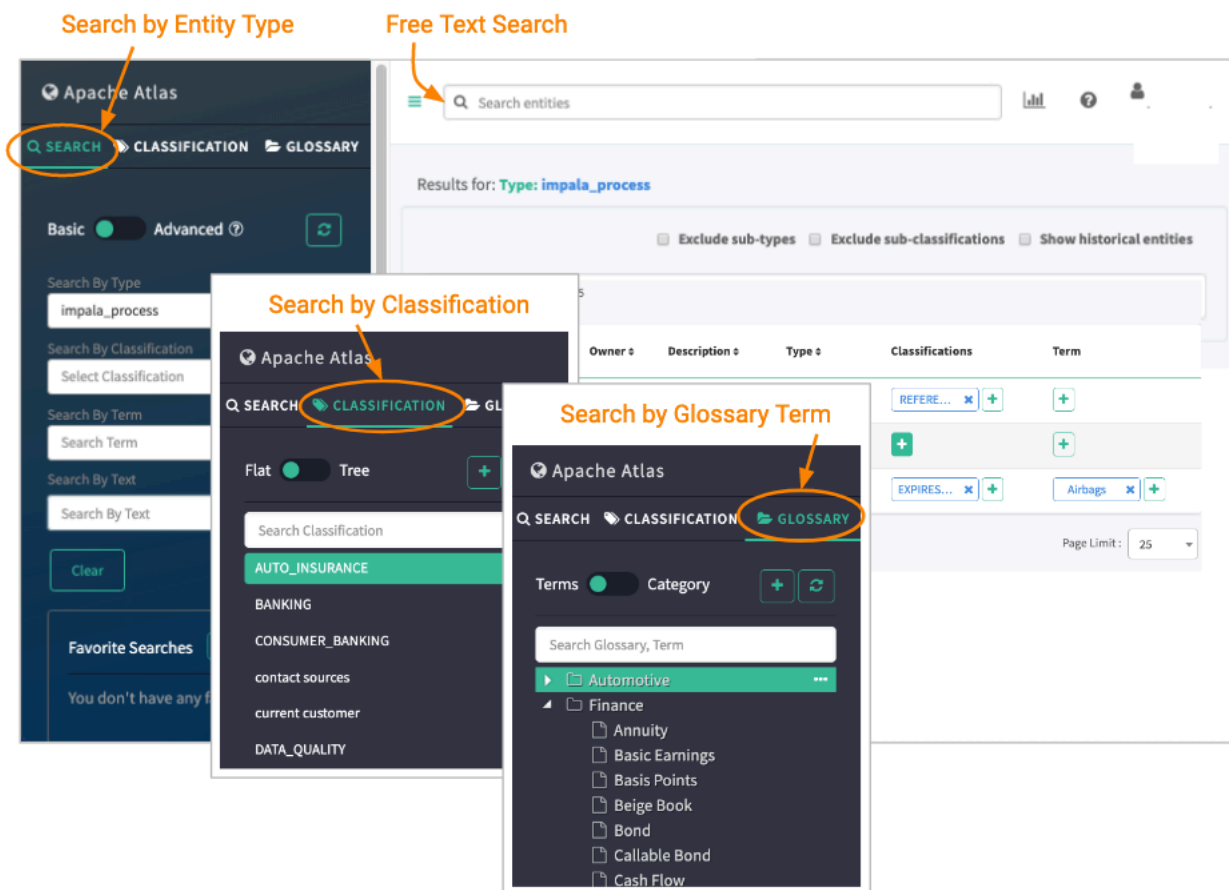 Search by Entity Type
Free Text Search
Apache Atlas
Search entities
SEARCH CLASSIFICATION GLOSSARY
Results for: Type: impala_process
Basic Advanced
Exclude sub-types Exclude sub-classifications Show historical entities
Search By Type
impala_process
Search By Classification
Select Classification
Search By Term
Search Term
Search By Text
Search By Text
Clear
Favorite Searches
You don't have any f
5
Owner Description Type Classifications Term
REFERE...
EXPIRES... Airbags
Page Limit : 25
Search by Classification
Apache Atlas
SEARCH CLASSIFICATION GL
Flat Tree
Search Classification
AUTO_INSURANCE
BANKING
CONSUMER_BANKING
contact sources
current customer
DATA_QUALITY
Search by Glossary Term
Apache Atlas
SEARCH CLASSIFICATION GLOSSARY
Terms Category
Search Glossary, Term
Automotive
Finance
Annuity
Basic Earnings
Basis Points
Beige Book
Bond
Callable Bond
Cash Flow